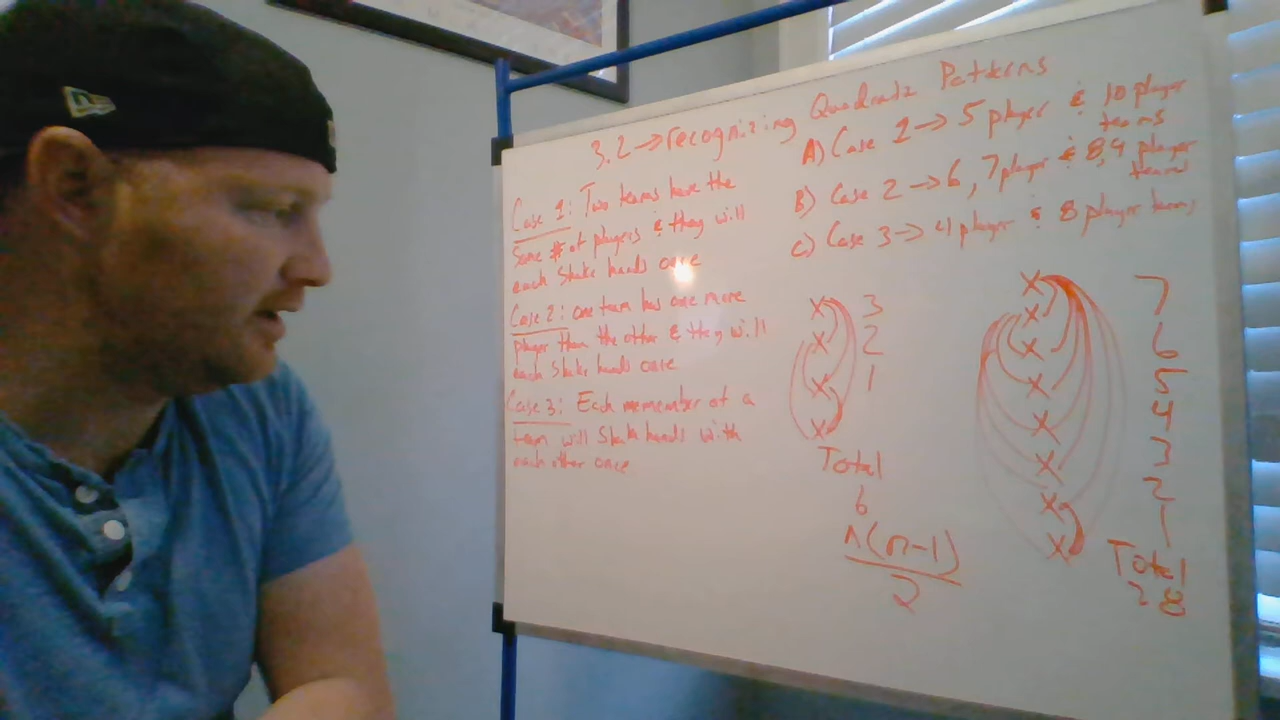 3.2 → recognizing Quadratz Patterns
Case 1: Two teams have the
same # of players & they will
each shake hands once
Case 2: one team has one more
player than the other & they will
each shake hands once
Case 3: Each memember of a
team will shake hands with
each other once
A) Case 1 → 5 player & 10 player
teams
B) Case 2 → 6, 7 player & 8,9 player
teams
C) Case 3 → 4 player & 8 player teams
X 3
X 2
X 1
X
Total
6
n(n-1)
2
X 7
X 6
X 5
X 4
X 3
X 2
X 1
X
Total
28